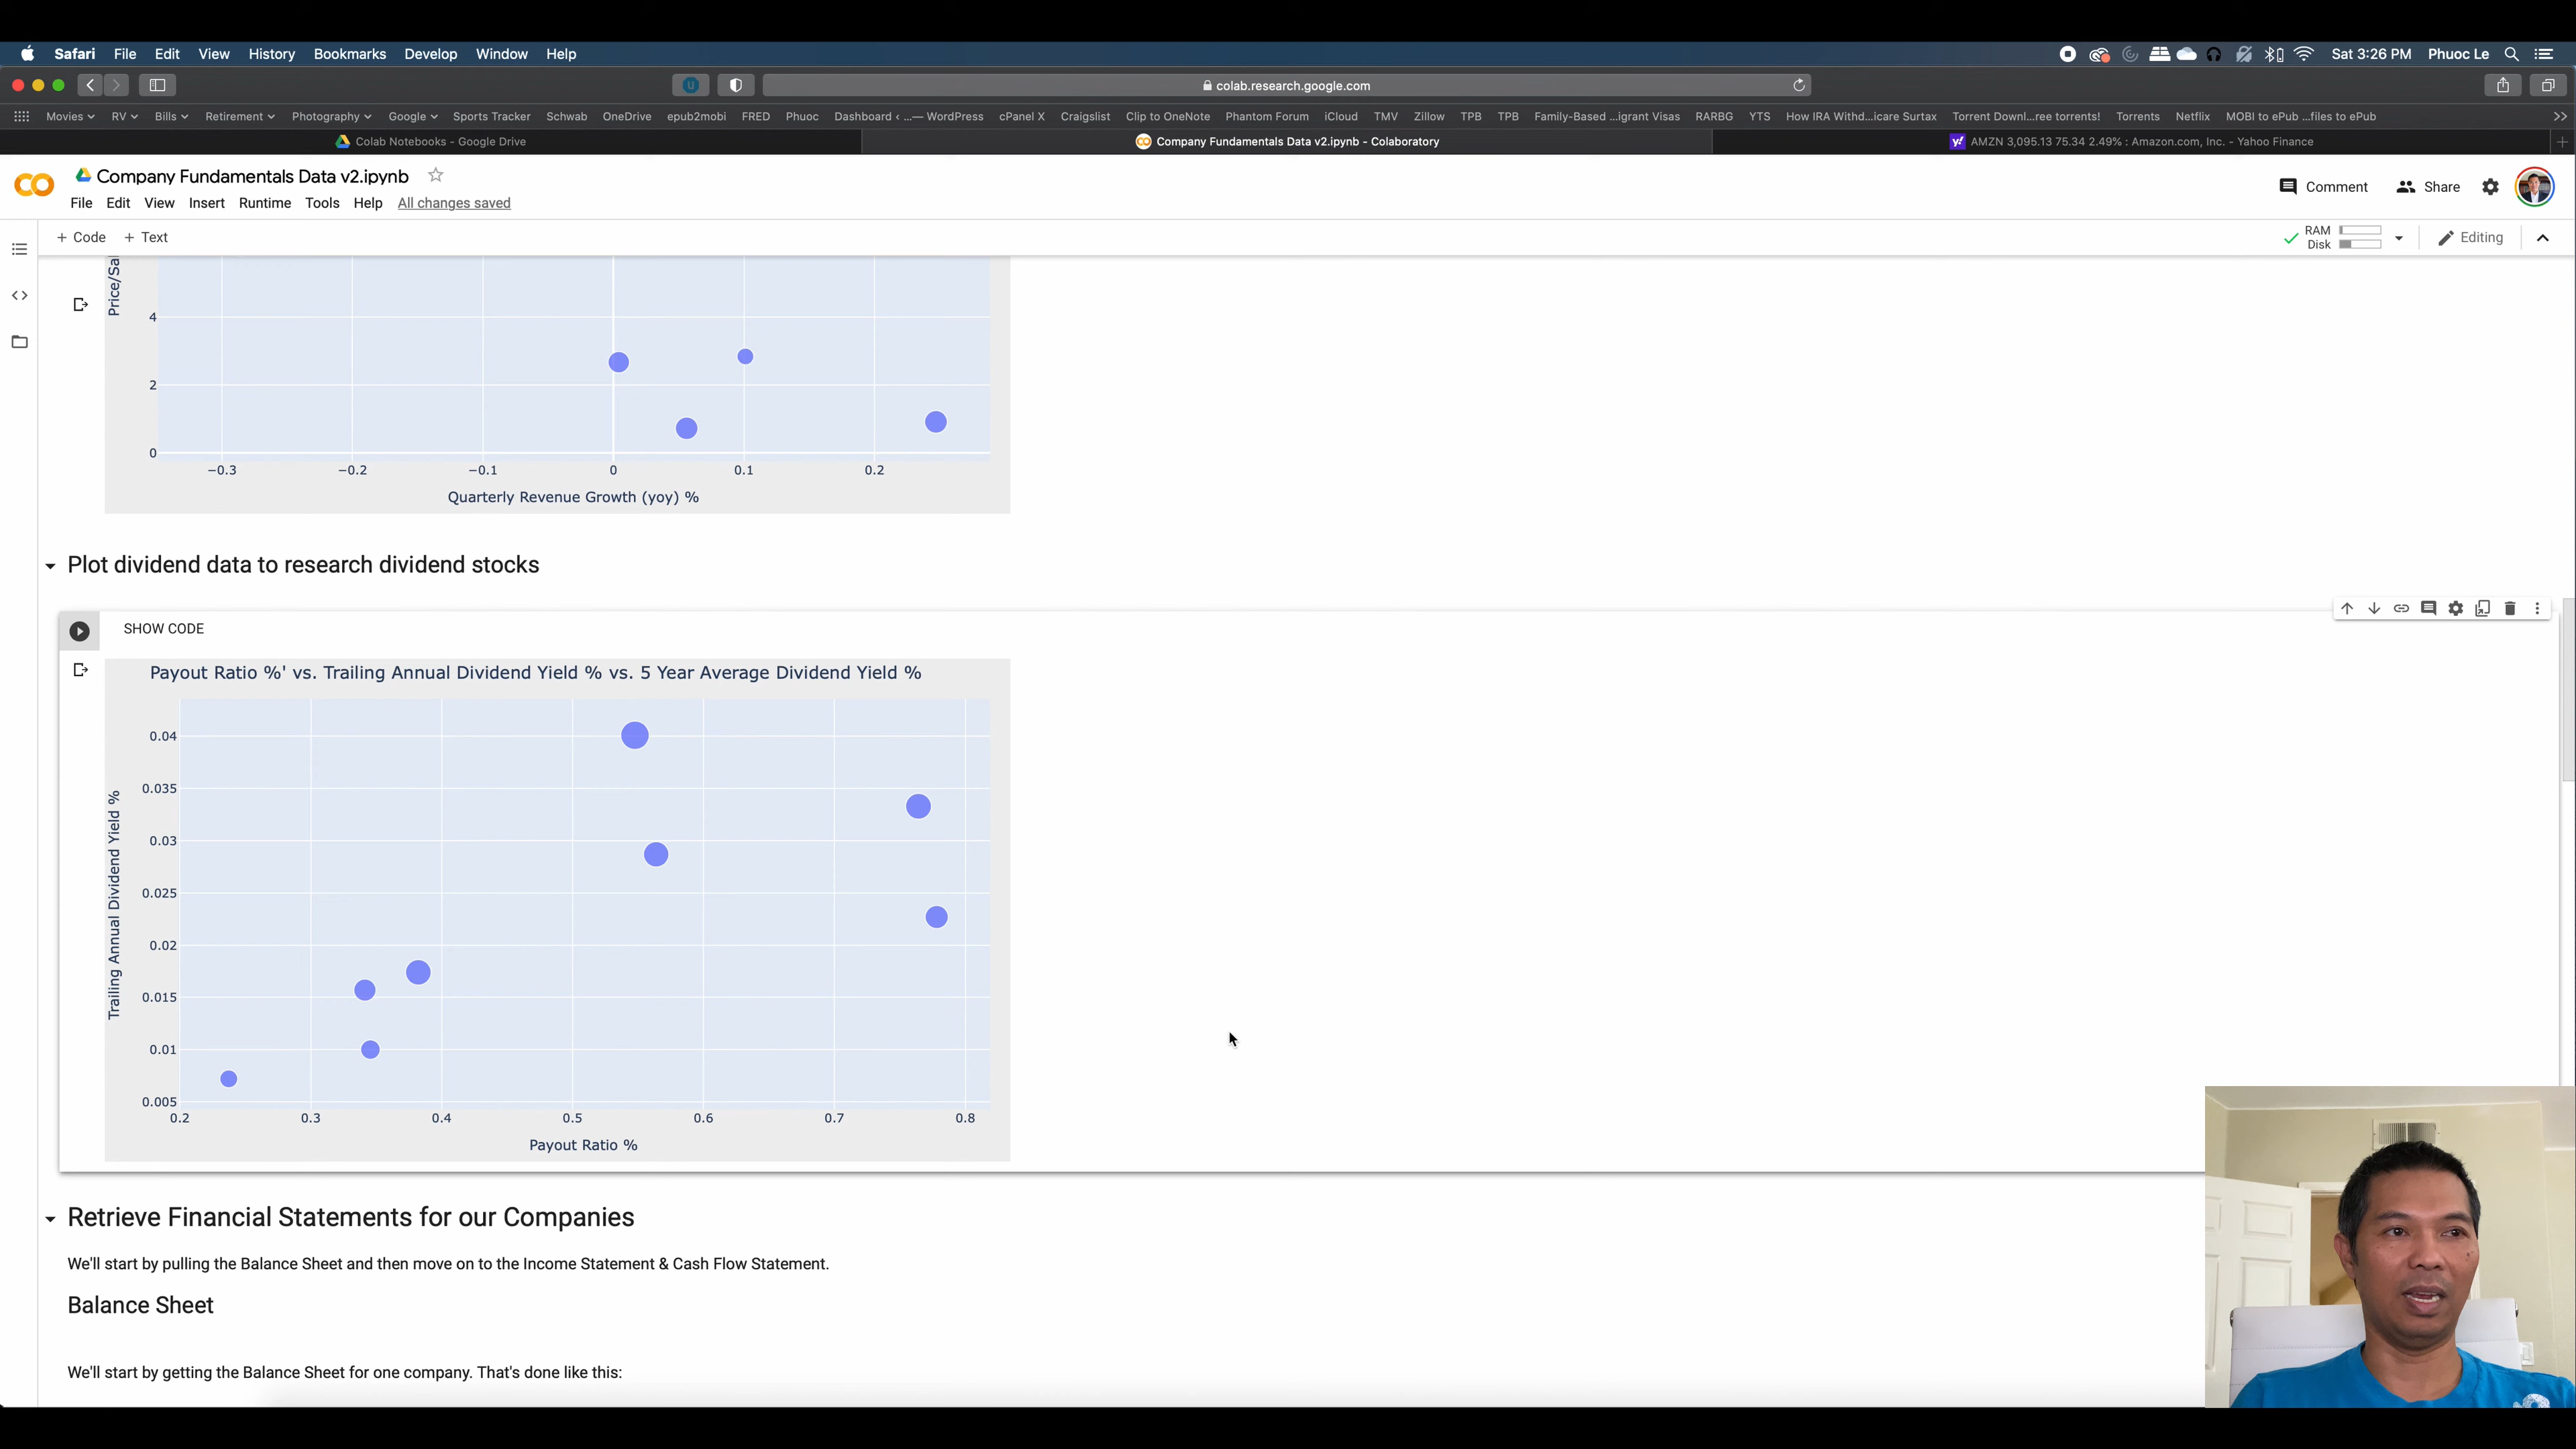 Safari File Edit View History Bookmarks Develop Window Help Sat 3:26 PM Phuoc Le
colab.research.google.com
Movies RV Bills Retirement Photography Google Sports Tracker Schwab OneDrive epub2mobi FRED Phuoc Dashboard ‹ ...— WordPress cPanel X Craigslist Clip to OneNote Phantom Forum iCloud TMV Zillow TPB TPB Family-Based ...igrant Visas RARBG YTS How IRA Withd...icare Surtax Torrent Downl...ree torrents! Torrents Netflix MOBI to ePub ...files to ePub >>
Colab Notebooks - Google Drive Company Fundamentals Data v2.ipynb - Colaboratory AMZN 3,095.13 75.34 2.49% : Amazon.com, Inc. - Yahoo Finance
Company Fundamentals Data v2.ipynb
Comment Share
File Edit View Insert Runtime Tools Help All changes saved
+ Code + Text RAM Disk Editing
Price/Sal
4
2
0
−0.3 −0.2 −0.1 0 0.1 0.2
Quarterly Revenue Growth (yoy) %
Plot dividend data to research dividend stocks
SHOW CODE
Payout Ratio %' vs. Trailing Annual Dividend Yield % vs. 5 Year Average Dividend Yield %
Trailing Annual Dividend Yield %
0.04
0.035
0.03
0.025
0.02
0.015
0.01
0.005
0.2 0.3 0.4 0.5 0.6 0.7 0.8
Payout Ratio %
Retrieve Financial Statements for our Companies
We'll start by pulling the Balance Sheet and then move on to the Income Statement & Cash Flow Statement.
Balance Sheet
We'll start by getting the Balance Sheet for one company. That's done like this: